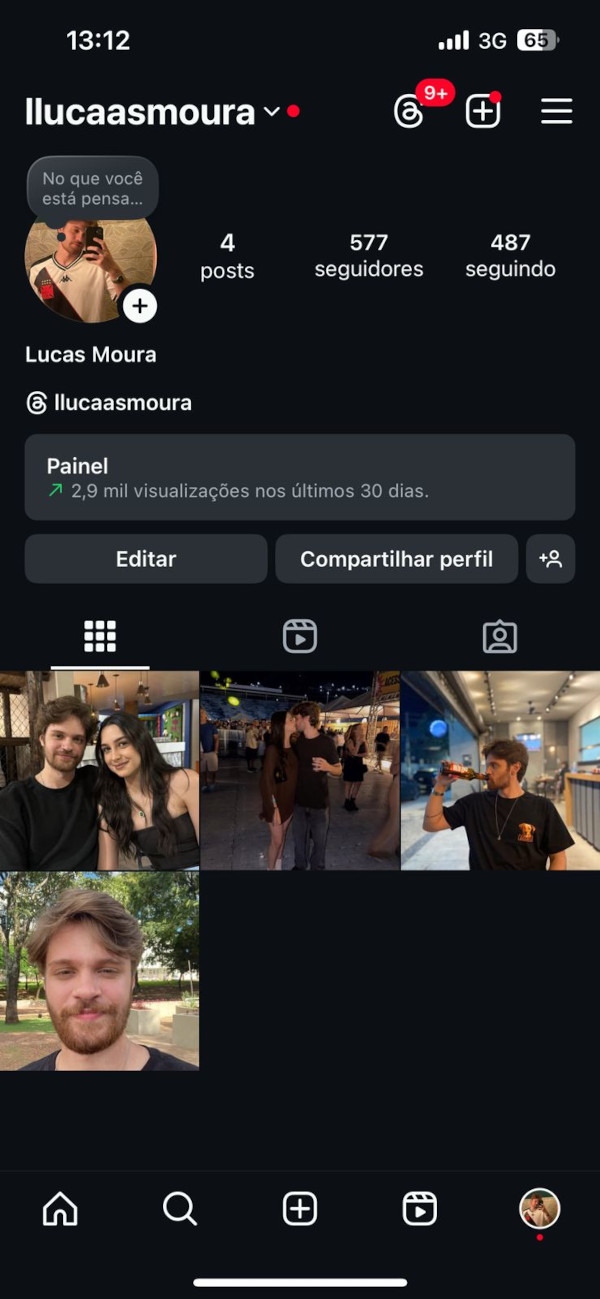 13:12
3G
65
llucaasmoura
9+
No que você
está pensa...
4
posts
577
seguidores
487
seguindo
Lucas Moura
llucaasmoura
Painel
2,9 mil visualizações nos últimos 30 dias.
Editar
Compartilhar perfil